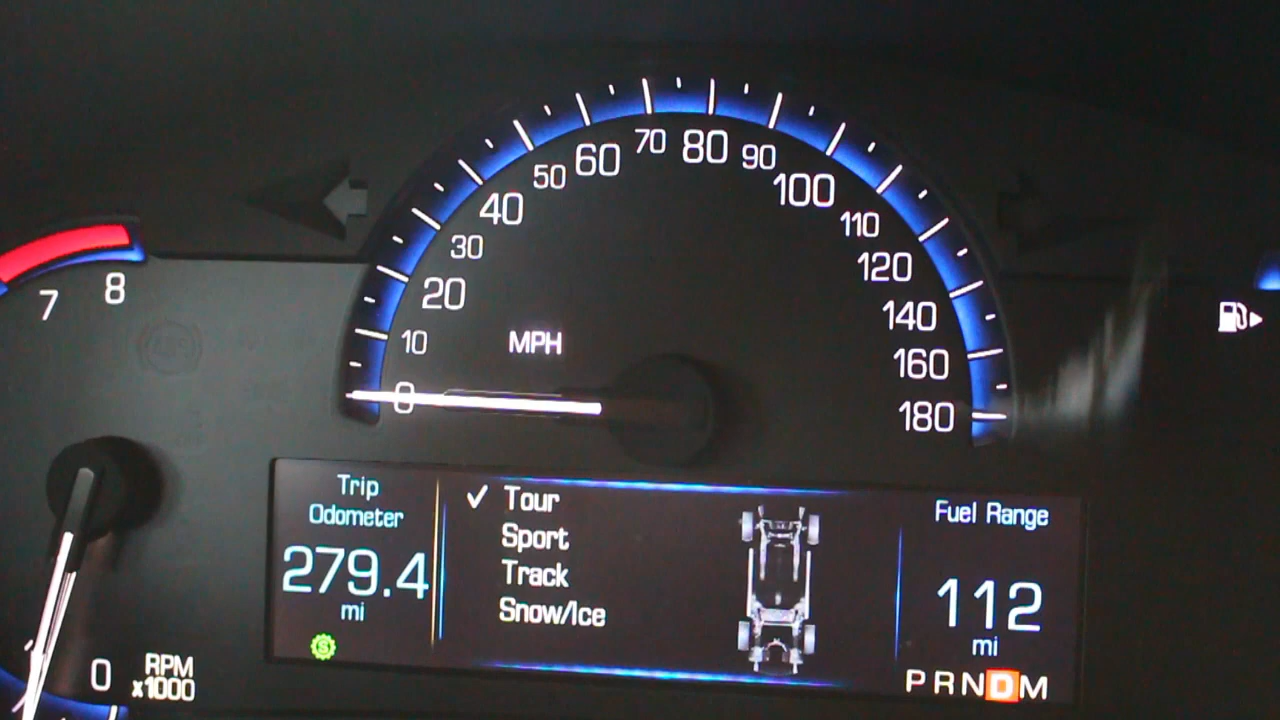 70 80 90
50 60 100
40 110
30 120
20 140
10 160
0 180
MPH
7 8
0 RPM
x1000
Trip
Odometer
279.4
mi
✓ Tour
Sport
Track
Snow/Ice
Fuel Range
112
mi
P R N D M